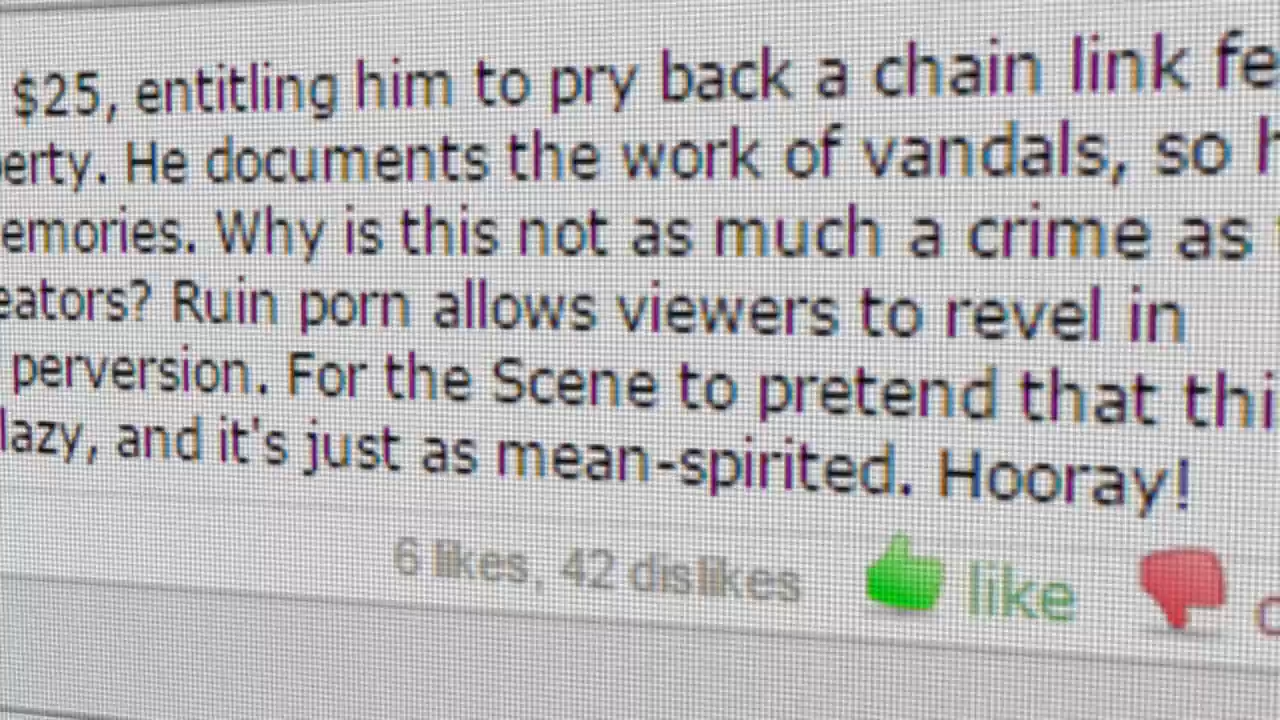 $25, entitling him to pry back a chain link fe
erty. He documents the work of vandals, so h
emories. Why is this not as much a crime as
eators? Ruin porn allows viewers to revel in
perversion. For the Scene to pretend that thi
lazy, and it's just as mean-spirited. Hooray!
6 likes, 42 dislikes like